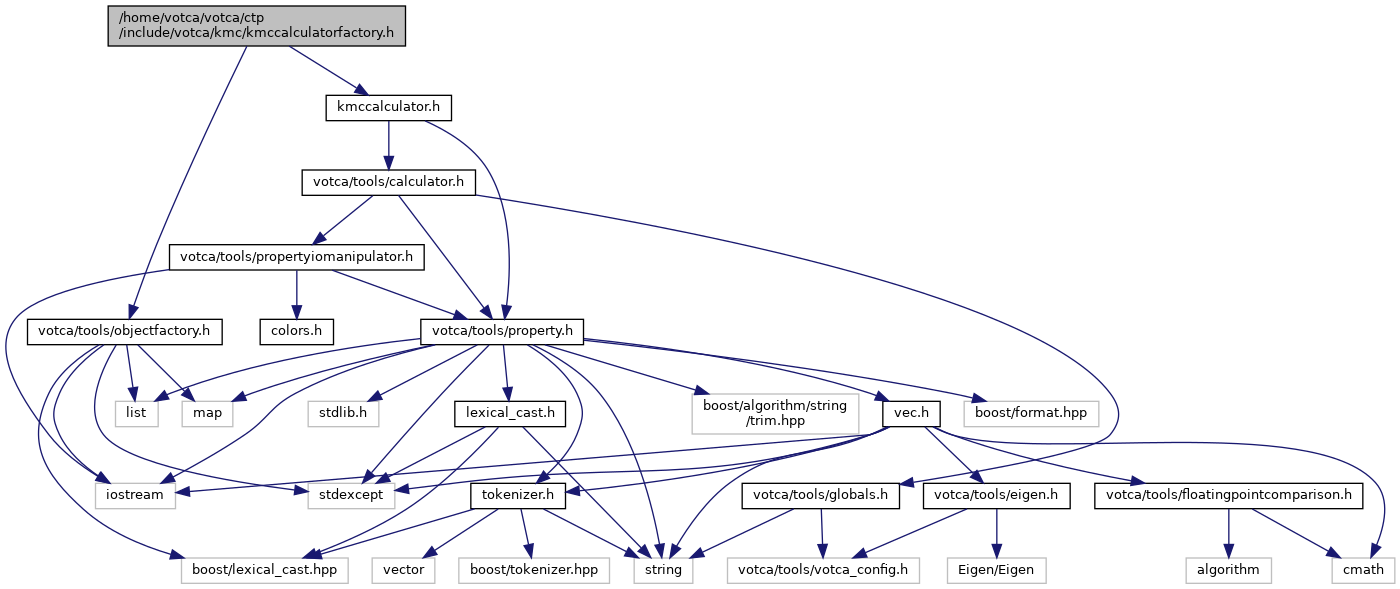 /home/votca/votca/ctp
/include/votca/kmc/kmccalculatorfactory.h
kmccalculator.h
votca/tools/calculator.h
votca/tools/propertyiomanipulator.h
votca/tools/objectfactory.h
colors.h
votca/tools/property.h
list
map
stdlib.h
lexical_cast.h
boost/algorithm/string
/trim.hpp
vec.h
boost/format.hpp
iostream
stdexcept
tokenizer.h
votca/tools/globals.h
votca/tools/eigen.h
votca/tools/floatingpointcomparison.h
boost/lexical_cast.hpp
vector
boost/tokenizer.hpp
string
votca/tools/votca_config.h
Eigen/Eigen
algorithm
cmath